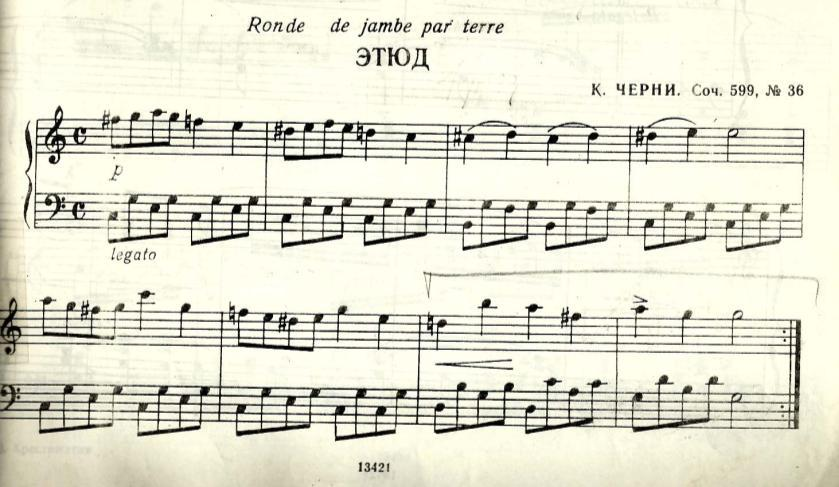 Ronde de jambe par terre
ЭТЮД
К. ЧЕРНИ. Соч. 599, № 36
p
legato
13421